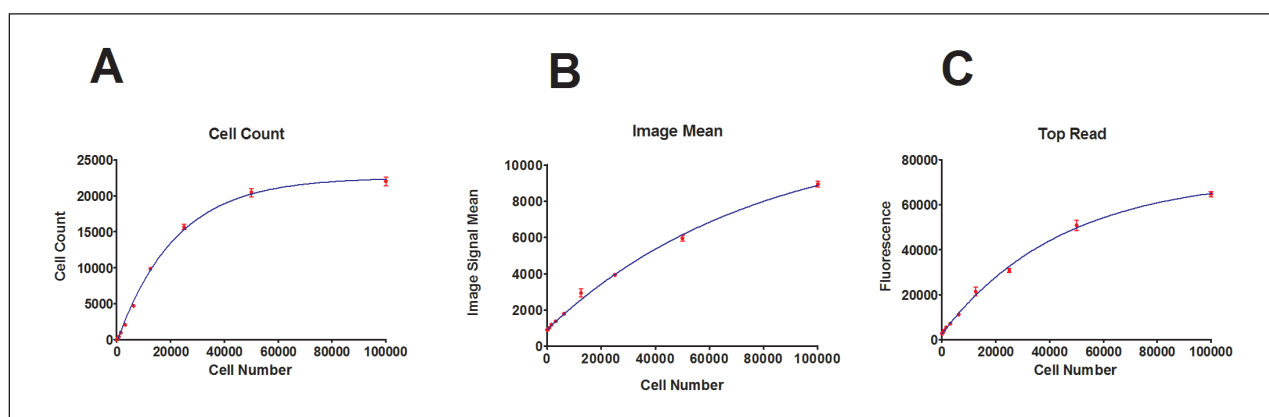 A
Cell Count
25000
20000
15000
10000
5000
0
Cell Count
0 20000 40000 60000 80000 100000
Cell Number
B
Image Mean
10000
8000
6000
4000
2000
0
Image Signal Mean
0 20000 40000 60000 80000 100000
Cell Number
C
Top Read
80000
60000
40000
20000
0
Fluorescence
0 20000 40000 60000 80000 100000
Cell Number